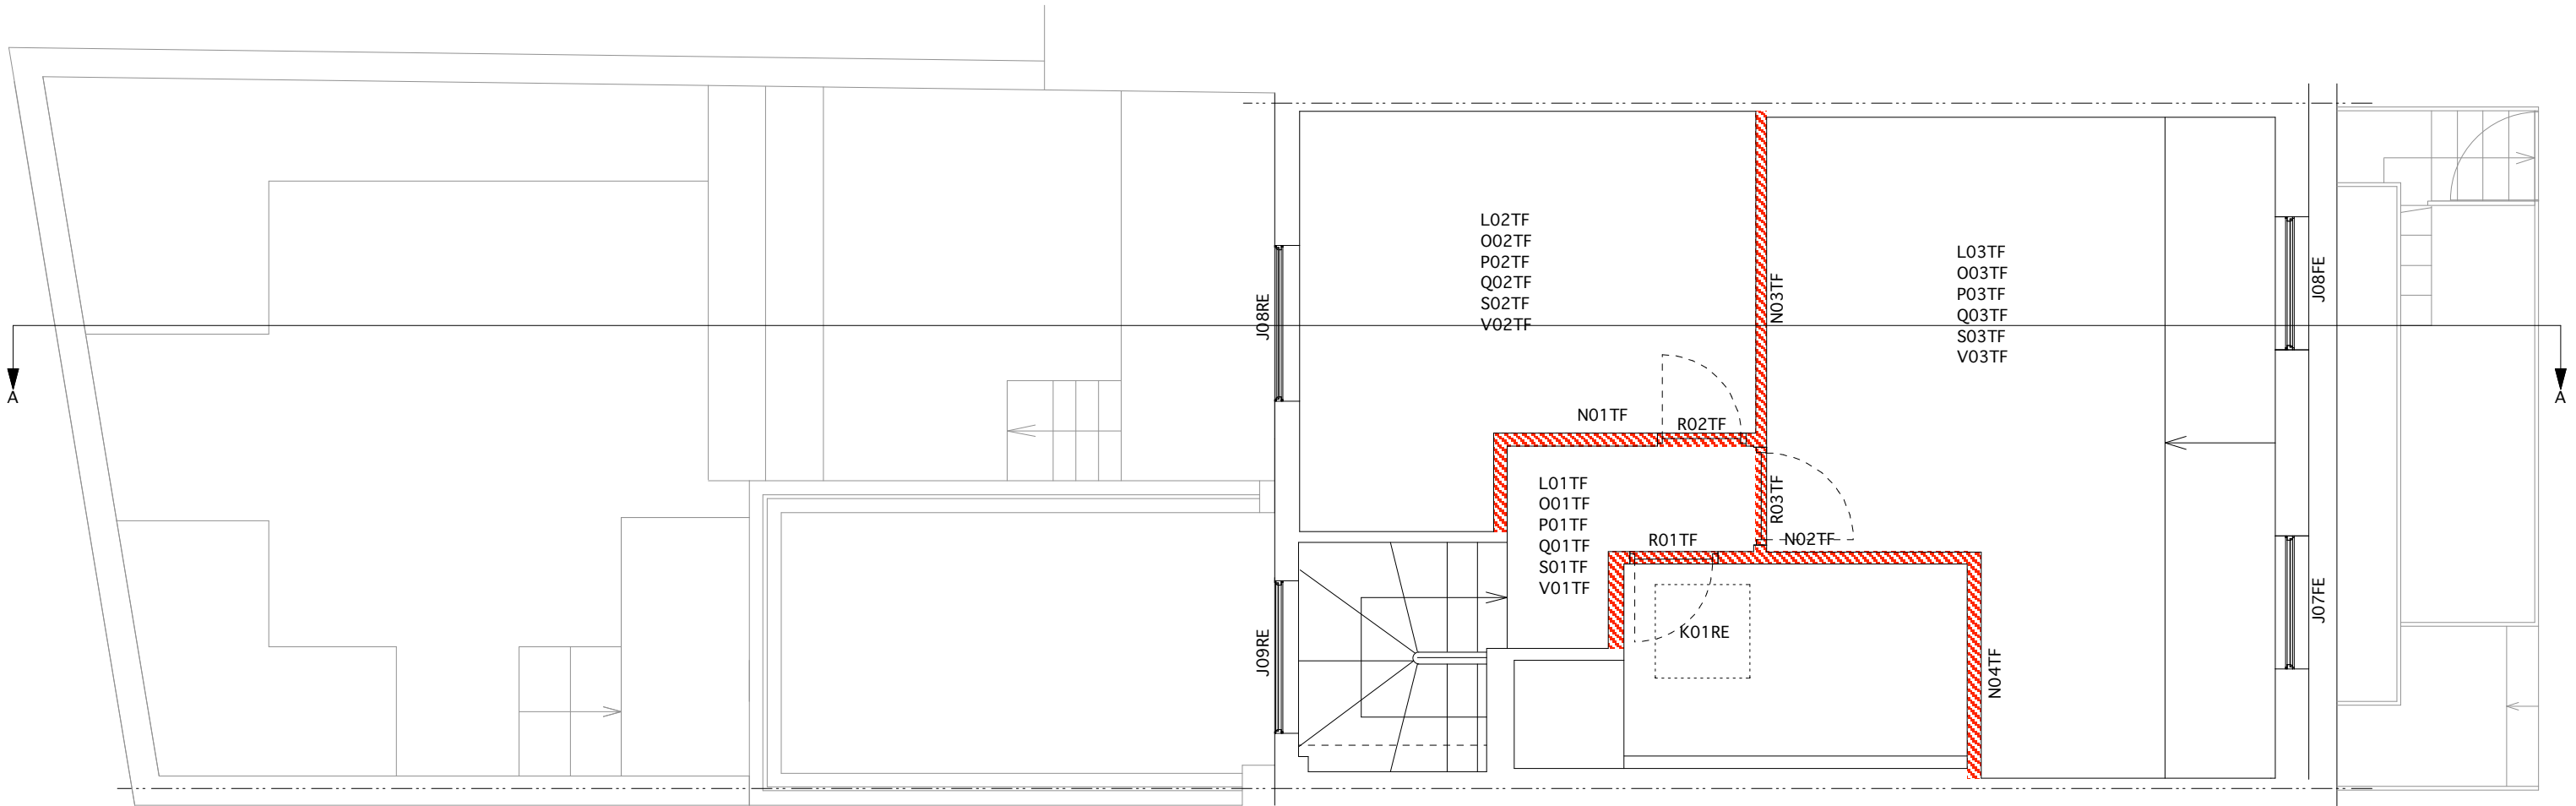 L02TF
O02TF
P02TF
Q02TF
S02TF
V02TF
L03TF
O03TF
P03TF
Q03TF
S03TF
V03TF
J08RE
N03TF
J08FE
A
A
N01TF
R02TF
L01TF
O01TF
P01TF
Q01TF
S01TF
V01TF
R03TF
R01TF
N02TF
J07FE
K01RE
J09RE
N04TF